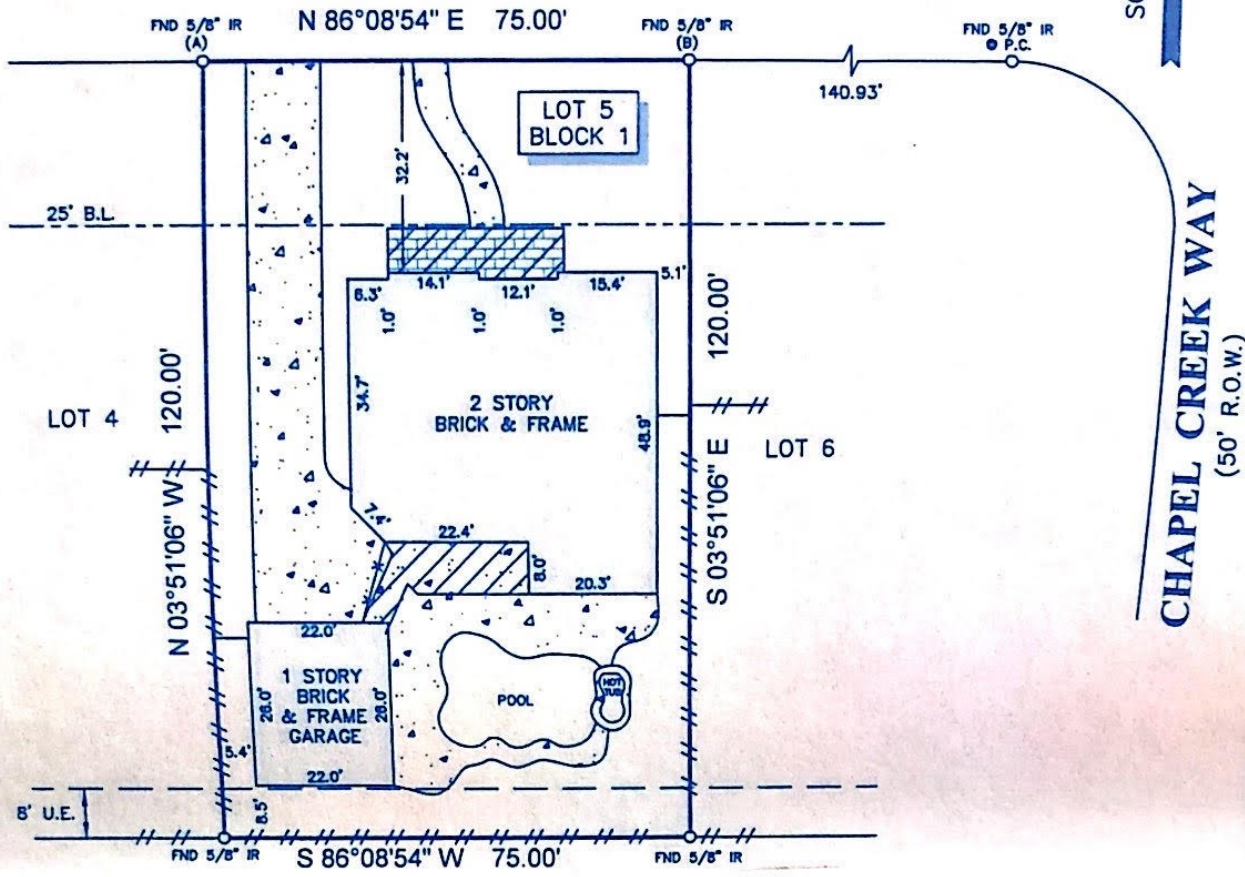 N 86°08'54" E 75.00'
FND 5/8" IR
(A)
FND 5/8" IR
(B)
FND 5/8" IR
P.C.
140.93'
LOT 5
BLOCK 1
32.2'
25' B.L.
5.1'
6.3'
14.1'
12.1'
15.4'
1.0'
1.0'
1.0'
120.00'
120.00'
34.7'
2 STORY
BRICK & FRAME
48.9'
LOT 4
LOT 6
N 03°51'06" W
S 03°51'06" E
CHAPEL CREEK WAY
(50' R.O.W.)
7.4'
22.4'
8.0'
20.3'
22.0'
1 STORY
BRICK
& FRAME
GARAGE
26.0'
26.0'
POOL
HOT
TUB
5.4'
22.0'
8' U.E.
8.5'
FND 5/8" IR
S 86°08'54" W 75.00'
FND 5/8" IR